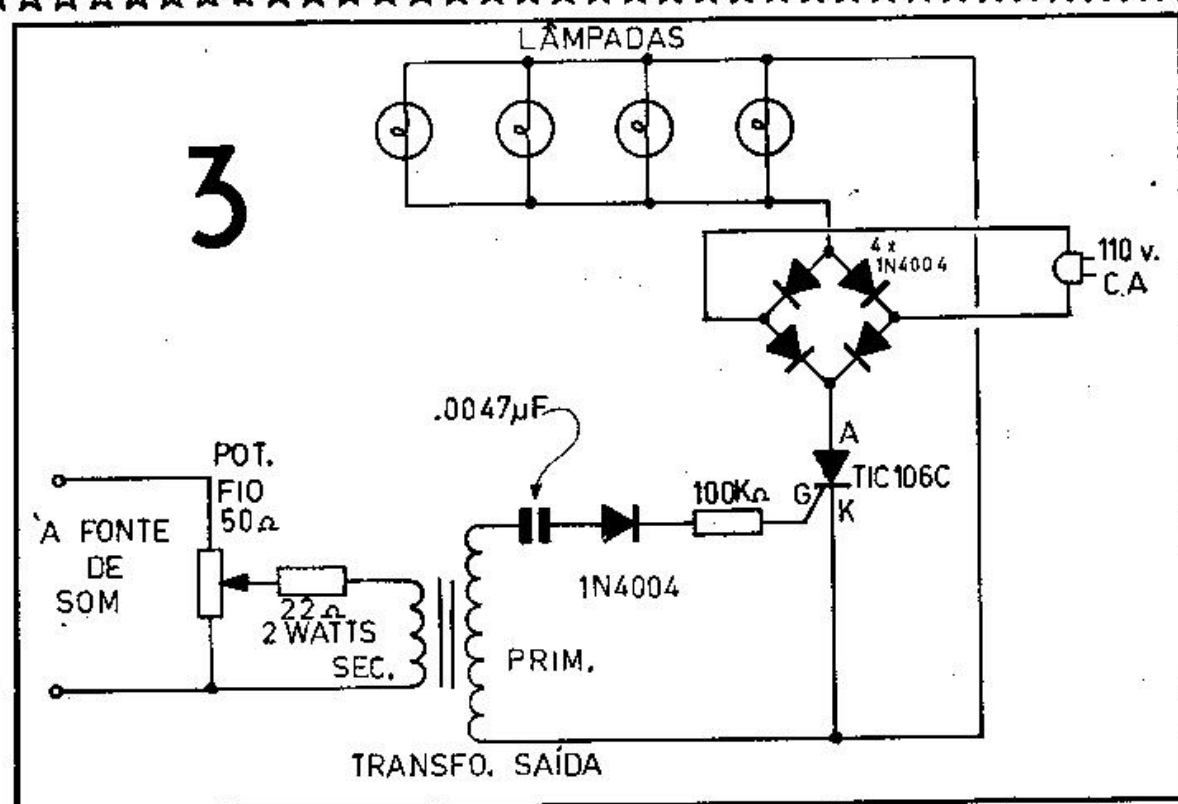 LÂMPADAS
3
4 x
1N4004
110 v.
C.A
.0047µF
A
TIC106C
G
K
100KΩ
POT.
FIO
50Ω
À FONTE
DE
SOM
22Ω
2 WATTS
1N4004
SEC.
PRIM.
TRANSFO. SAÍDA